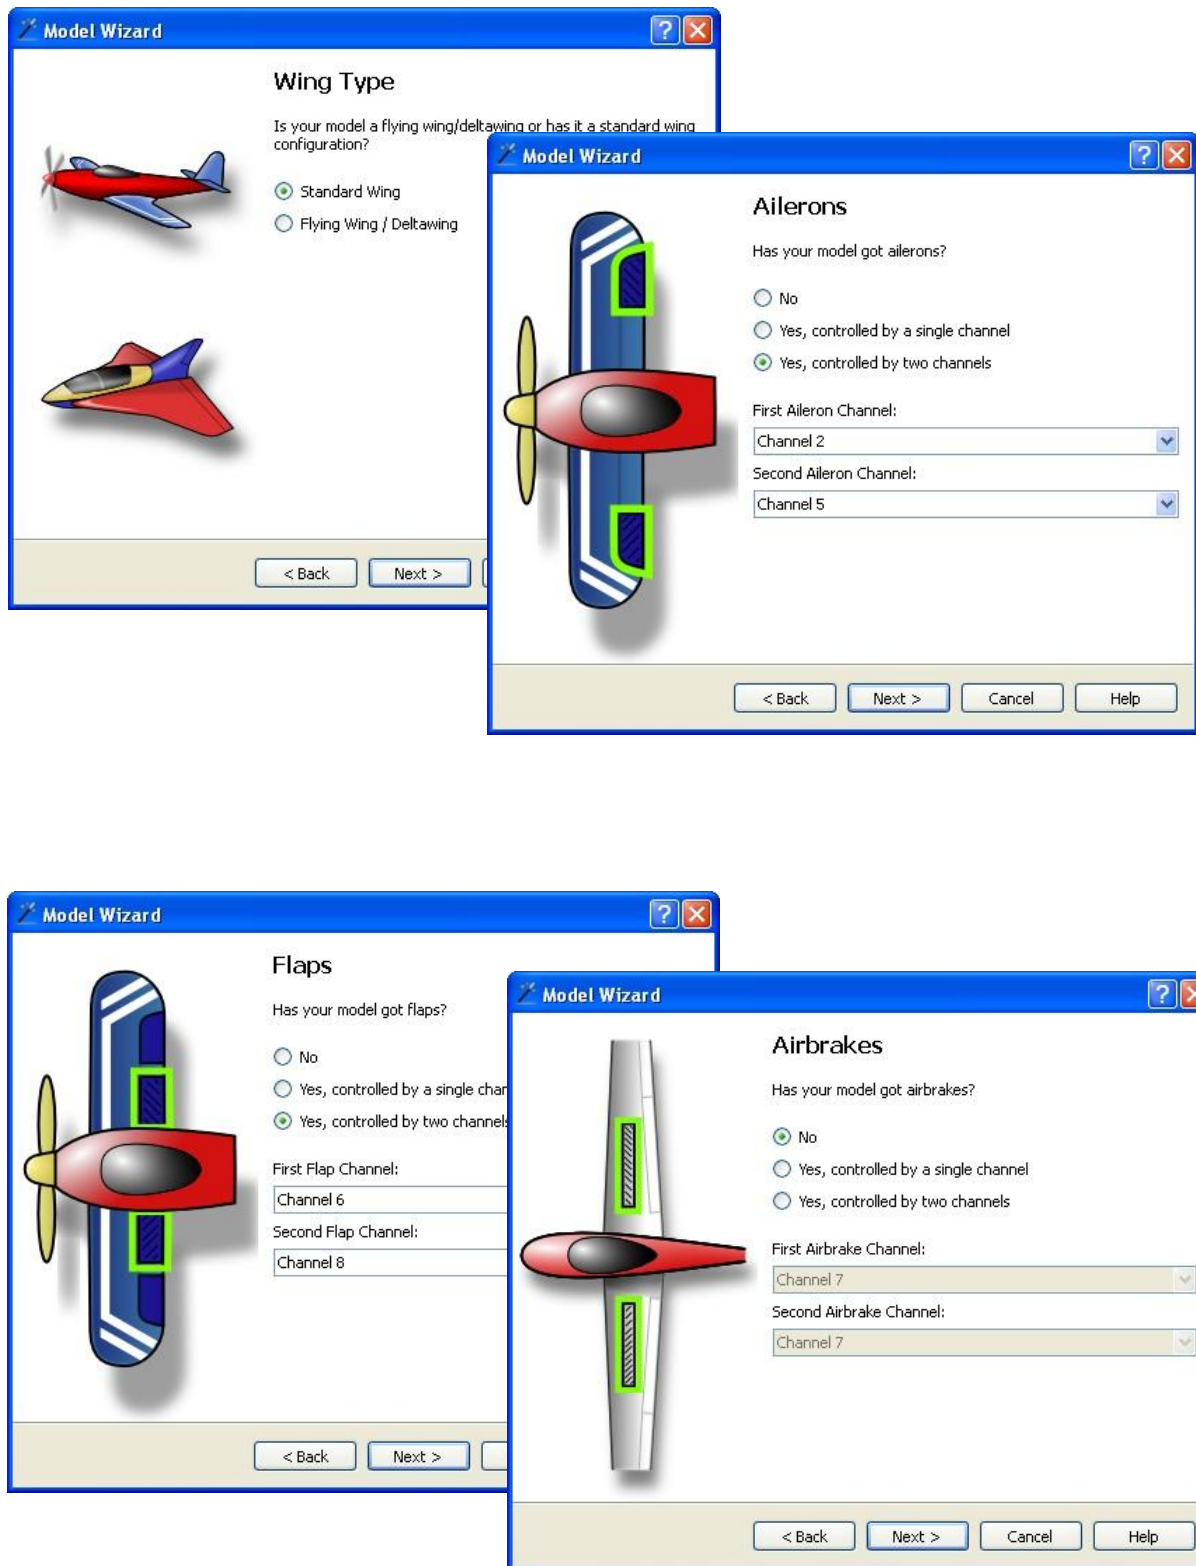 Model Wizard
Wing Type
Is your model a flying wing/deltawing or has it a standard wing
configuration?
Standard Wing
Flying Wing / Deltawing
< Back
Next >
Model Wizard
Ailerons
Has your model got ailerons?
No
Yes, controlled by a single channel
Yes, controlled by two channels
First Aileron Channel:
Channel 2
Second Aileron Channel:
Channel 5
< Back
Next >
Cancel
Help
Model Wizard
Flaps
Has your model got flaps?
No
Yes, controlled by a single chan
Yes, controlled by two channels
First Flap Channel:
Channel 6
Second Flap Channel:
Channel 8
< Back
Next >
Model Wizard
Airbrakes
Has your model got airbrakes?
No
Yes, controlled by a single channel
Yes, controlled by two channels
First Airbrake Channel:
Channel 7
Second Airbrake Channel:
Channel 7
< Back
Next >
Cancel
Help